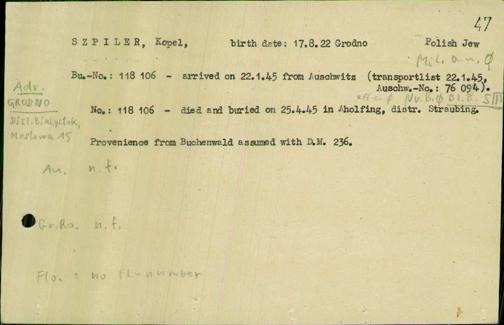 47
SZPILER, Kopel, birth date: 17.8.22 Grodno Polish Jew
Bu.-No.: 118 106 - arrived on 22.1.45 from Auschwitz (transportlist 22.1.45,
Auschw.-No.: 76 094).
Adr.
GRODNO
Dist. Bialystok,
No.: 118 106 - died and buried on 25.4.45 in Aholfing, distr. Straubing.
Provenience from Buchenwald assumed with D.M. 236.
Au. n.f.
Gr.Ro. n.f.
Flo.: no Fl-number